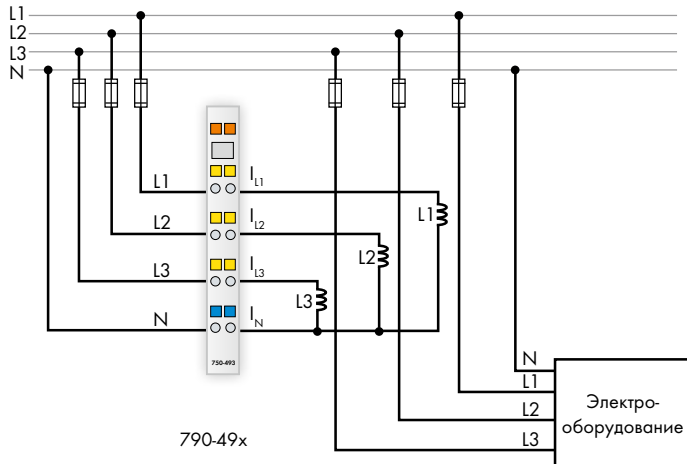 L1
L2
L3
N
L1
I L1
L2
I L2
L3
I L3
N
I N
L1
L2
L3
750-493
790-49x
N
L1
L2
L3
Электро-
оборудование